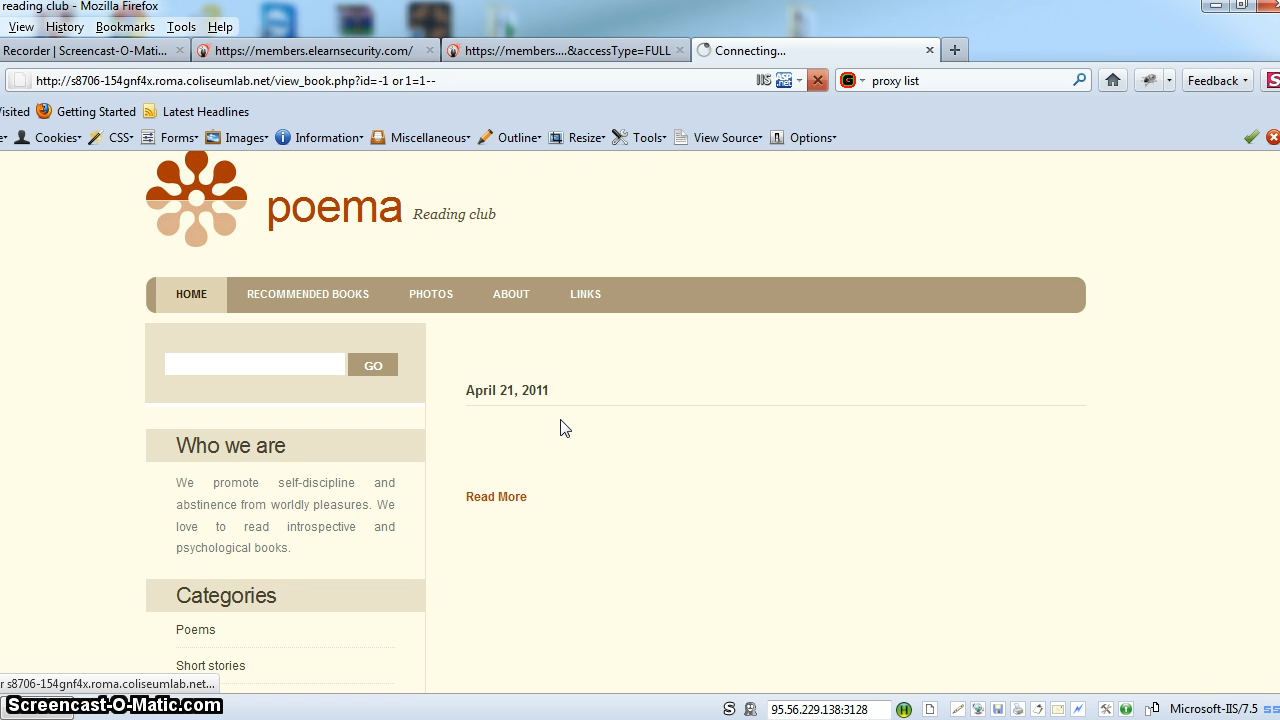 reading club - Mozilla Firefox
View History Bookmarks Tools Help
Recorder | Screencast-O-Mati... https://members.elearnsecurity.com/ https://members....&accessType=FULL Connecting...
http://s8706-154gnf4x.roma.coliseumlab.net/view_book.php?id=-1 or 1=1-- IIS ASP.net proxy list Feedback
isited Getting Started Latest Headlines
Cookies CSS Forms Images Information Miscellaneous Outline Resize Tools View Source Options
poema Reading club
HOME RECOMMENDED BOOKS PHOTOS ABOUT LINKS
GO
April 21, 2011
Who we are
We promote self-discipline and
abstinence from worldly pleasures. We
love to read introspective and
psychological books.
Read More
Categories
Poems
Short stories
r s8706-154gnf4x.roma.coliseumlab.net...
Screencast-O-Matic.com
95.56.229.138:3128 Microsoft-IIS/7.5